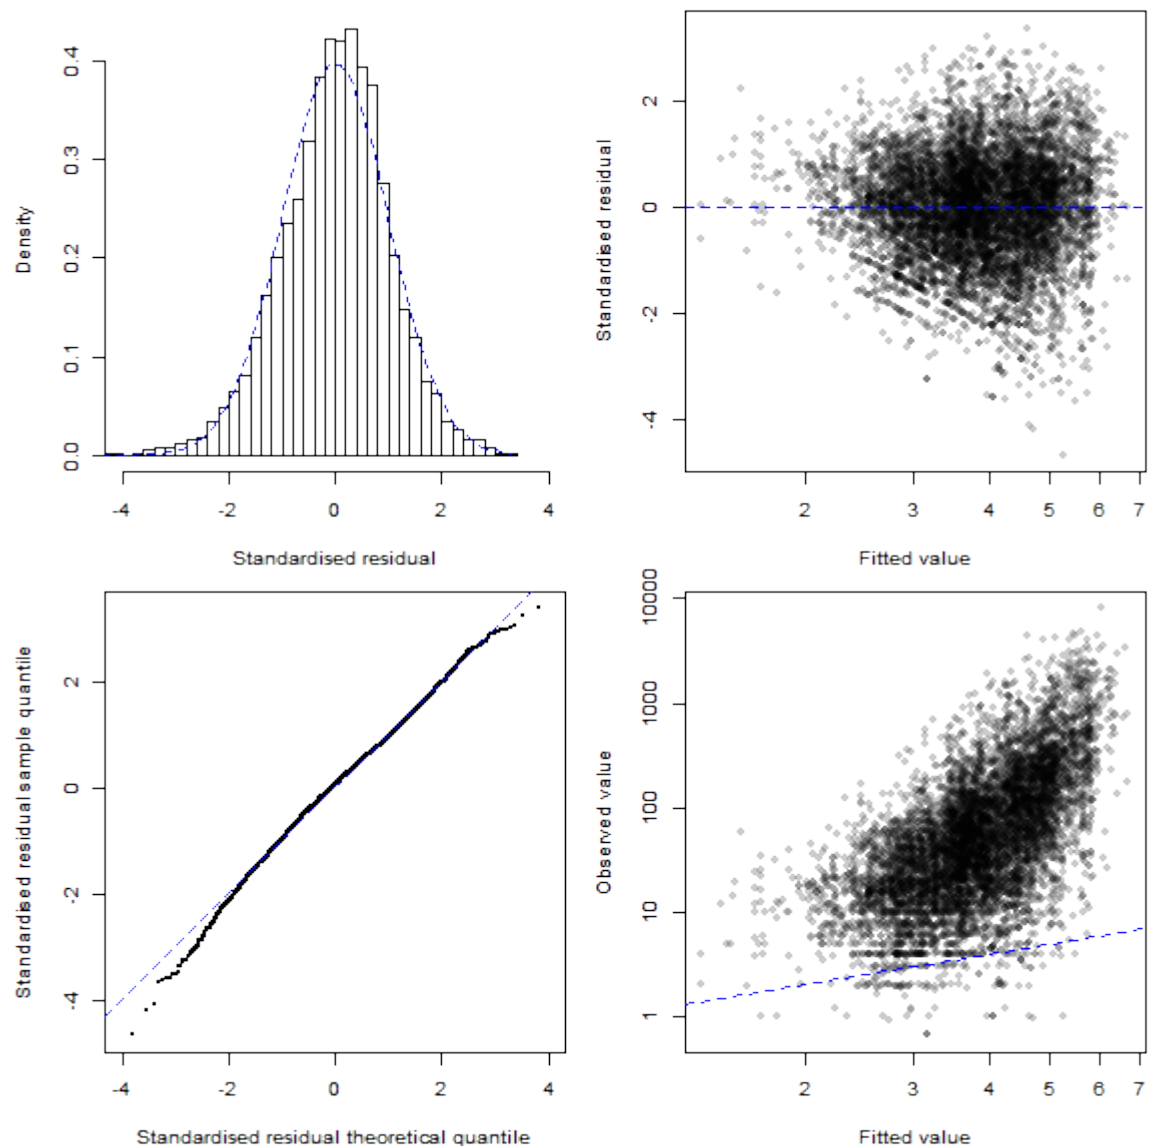 0.0 0.1 0.2 0.3 0.4
Density
-4 -2 0 2 4
Standardised residual
-4 -2 0 2
Standardised residual
2 3 4 5 6 7
Fitted value
-4 -2 0 2
Standardised residual sample quantile
-4 -2 0 2 4
Standardised residual theoretical quantile
1 10 100 1000 10000
Observed value
2 3 4 5 6 7
Fitted value